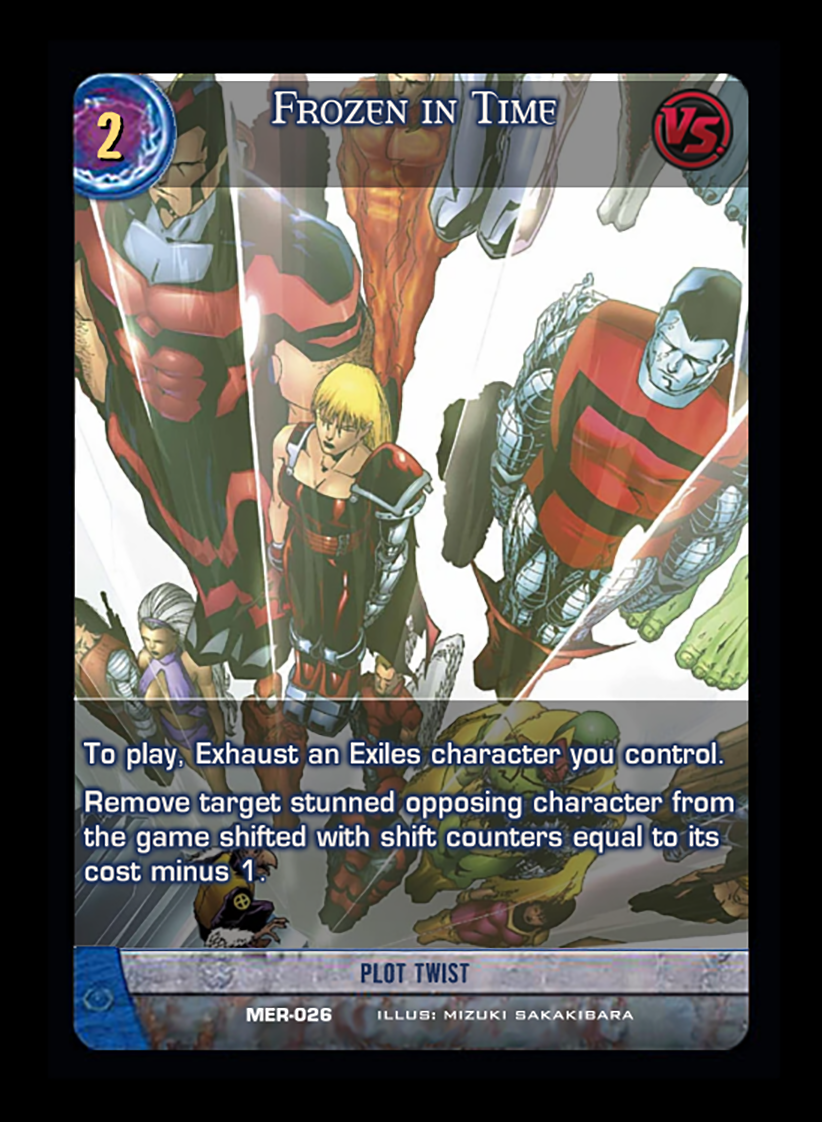 2
Frozen in Time
VS.
To play, Exhaust an Exiles character you control.
Remove target stunned opposing character from
the game shifted with shift counters equal to its
cost minus 1.
PLOT TWIST
MER-026 ILLUS: MIZUKI SAKAKIBARA